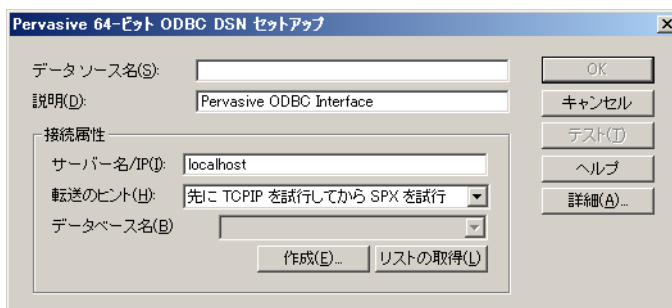 Pervasive 64-ビット ODBC DSN セットアップ
データ ソース名(S):
OK
説明(D):
Pervasive ODBC Interface
キャンセル
接続属性
テスト(T)
サーバー名/IP(I):
localhost
ヘルプ
転送のヒント(H):
先に TCPIP を試行してから SPX を試行
詳細(A)...
データベース名(B)
作成(E)...
リストの取得(L)